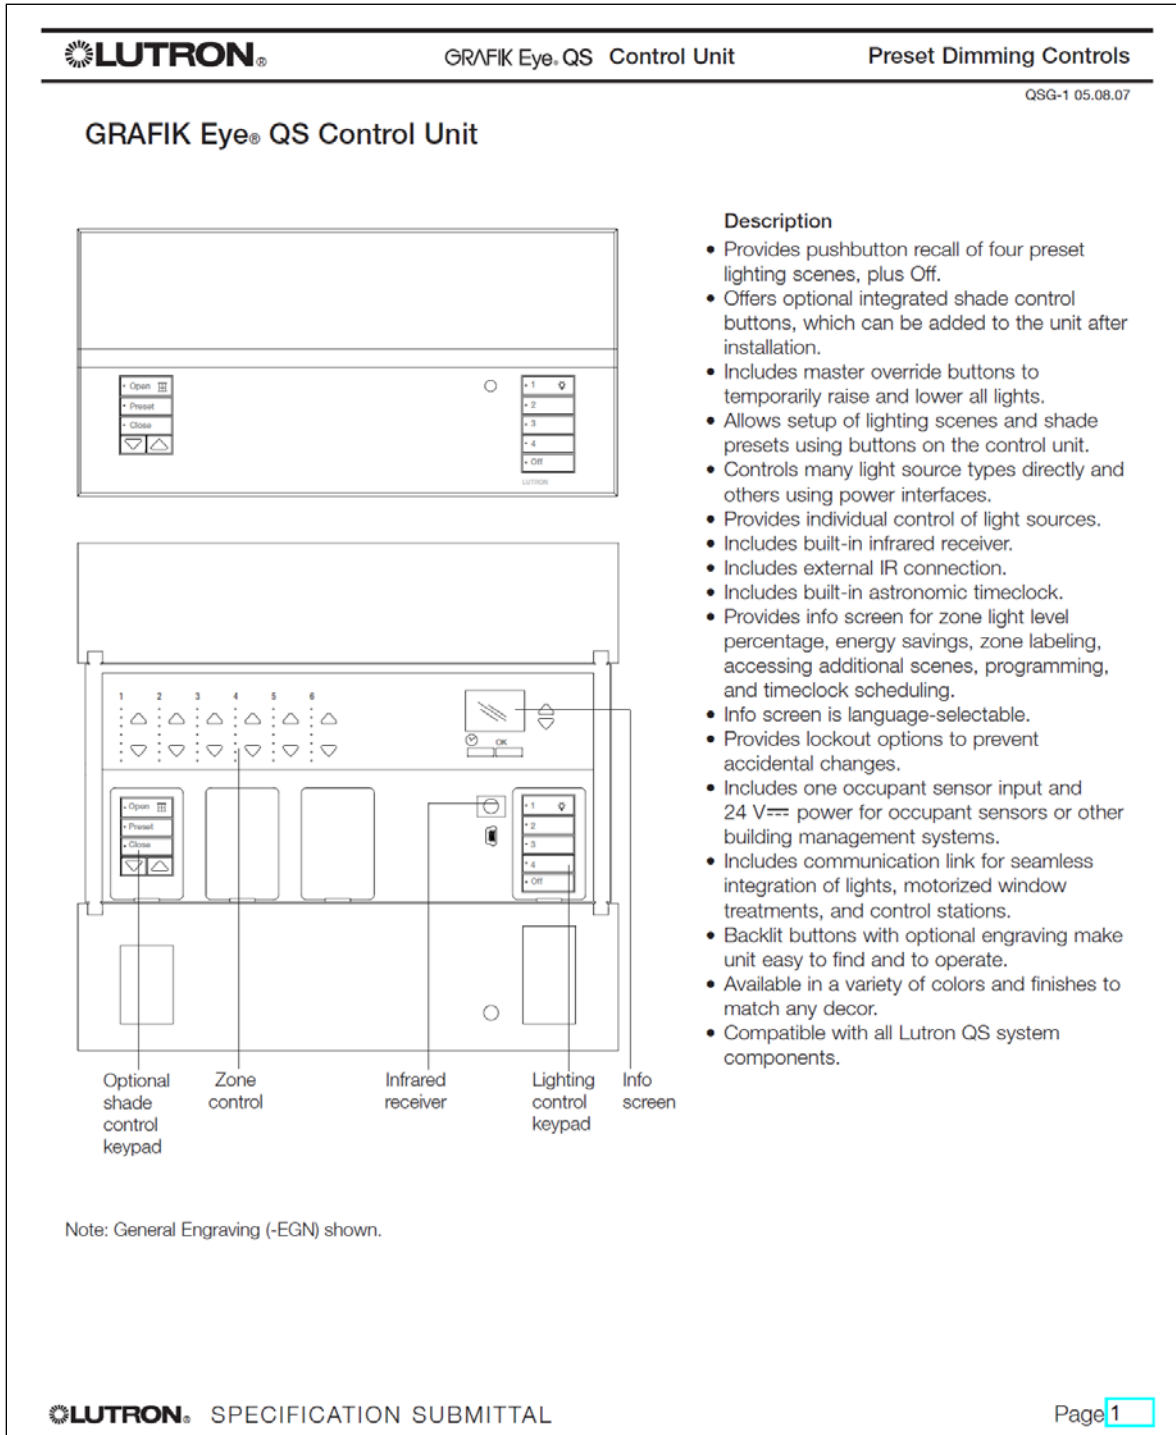 LUTRON®
GRAFIK Eye® QS Control Unit
Preset Dimming Controls
QSG-1 05.08.07
GRAFIK Eye® QS Control Unit
• Open
• Preset
• Close
• 1
• 2
• 3
• 4
• Off
LUTRON
1 2 3 4 5 6
OK
• Open
• Preset
• Close
• 1
• 2
• 3
• 4
• Off
Optional
shade
control
keypad
Zone
control
Infrared
receiver
Lighting
control
keypad
Info
screen
Description
• Provides pushbutton recall of four preset
lighting scenes, plus Off.
• Offers optional integrated shade control
buttons, which can be added to the unit after
installation.
• Includes master override buttons to
temporarily raise and lower all lights.
• Allows setup of lighting scenes and shade
presets using buttons on the control unit.
• Controls many light source types directly and
others using power interfaces.
• Provides individual control of light sources.
• Includes built-in infrared receiver.
• Includes external IR connection.
• Includes built-in astronomic timeclock.
• Provides info screen for zone light level
percentage, energy savings, zone labeling,
accessing additional scenes, programming,
and timeclock scheduling.
• Info screen is language-selectable.
• Provides lockout options to prevent
accidental changes.
• Includes one occupant sensor input and
24 V⎓ power for occupant sensors or other
building management systems.
• Includes communication link for seamless
integration of lights, motorized window
treatments, and control stations.
• Backlit buttons with optional engraving make
unit easy to find and to operate.
• Available in a variety of colors and finishes to
match any decor.
• Compatible with all Lutron QS system
components.
Note: General Engraving (-EGN) shown.
LUTRON® SPECIFICATION SUBMITTAL
Page 1